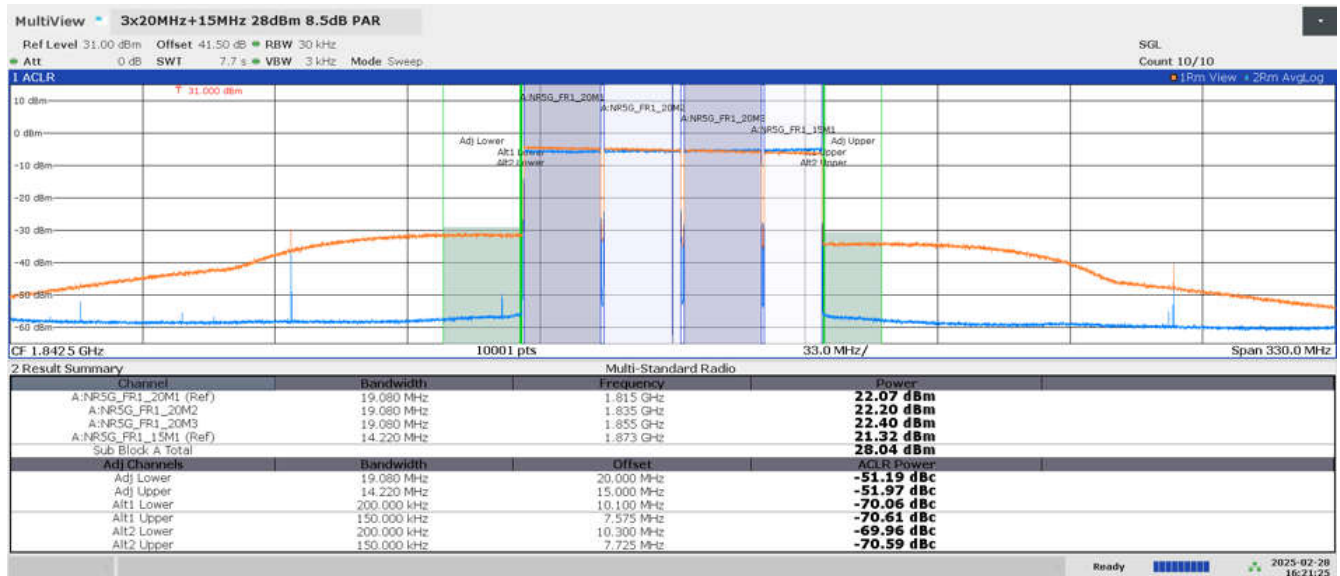 MultiView 3x20MHz+15MHz 28dBm 8.5dB PAR
Ref Level 31.00 dBm Offset 41.50 dB RBW 30 kHz SGL
Att 0 dB SWT 7.7 s VBW 3 kHz Mode Sweep Count 10/10
1 ACLR 1Rm View 2Rm AvgLog
T 31.000 dBm
10 dBm
A:NR5G_FR1_20M1
A:NR5G_FR1_20M2
A:NR5G_FR1_20M3
A:NR5G_FR1_15M1
0 dBm
Adj Lower Adj Upper
Alt1 Lower Upper
-10 dBm Alt2 Lower Alt2 Upper
-20 dBm
-30 dBm
-40 dBm
-50 dBm
-60 dBm
CF 1.8425 GHz 10001 pts 33.0 MHz/ Span 330.0 MHz
2 Result Summary Multi-Standard Radio
Channel Bandwidth Frequency Power
A:NR5G_FR1_20M1 (Ref) 19.080 MHz 1.815 GHz 22.07 dBm
A:NR5G_FR1_20M2 19.080 MHz 1.835 GHz 22.20 dBm
A:NR5G_FR1_20M3 19.080 MHz 1.855 GHz 22.40 dBm
A:NR5G_FR1_15M1 (Ref) 14.220 MHz 1.873 GHz 21.32 dBm
Sub Block A Total 28.04 dBm
Adj Channels Bandwidth Offset ACLR Power
Adj Lower 19.080 MHz 20.000 MHz -51.19 dBc
Adj Upper 14.220 MHz 15.000 MHz -51.97 dBc
Alt1 Lower 200.000 kHz 10.100 MHz -70.06 dBc
Alt1 Upper 150.000 kHz 7.575 MHz -70.61 dBc
Alt2 Lower 200.000 kHz 10.300 MHz -69.96 dBc
Alt2 Upper 150.000 kHz 7.725 MHz -70.59 dBc
Ready 2025-02-28
16:21:25